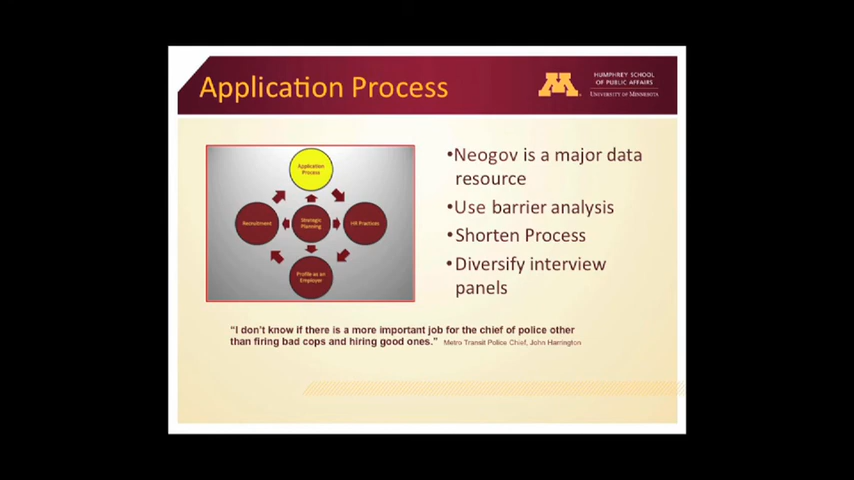 Application Process
HUMPHREY SCHOOL
OF PUBLIC AFFAIRS
UNIVERSITY OF MINNESOTA
Application
Process
Recruitment
Strategic
Planning
HR Practices
Profile as an
Employer
•Neogov is a major data
resource
•Use barrier analysis
•Shorten Process
•Diversify interview
panels
“I don’t know if there is a more important job for the chief of police other
than firing bad cops and hiring good ones.” Metro Transit Police Chief, John Harrington